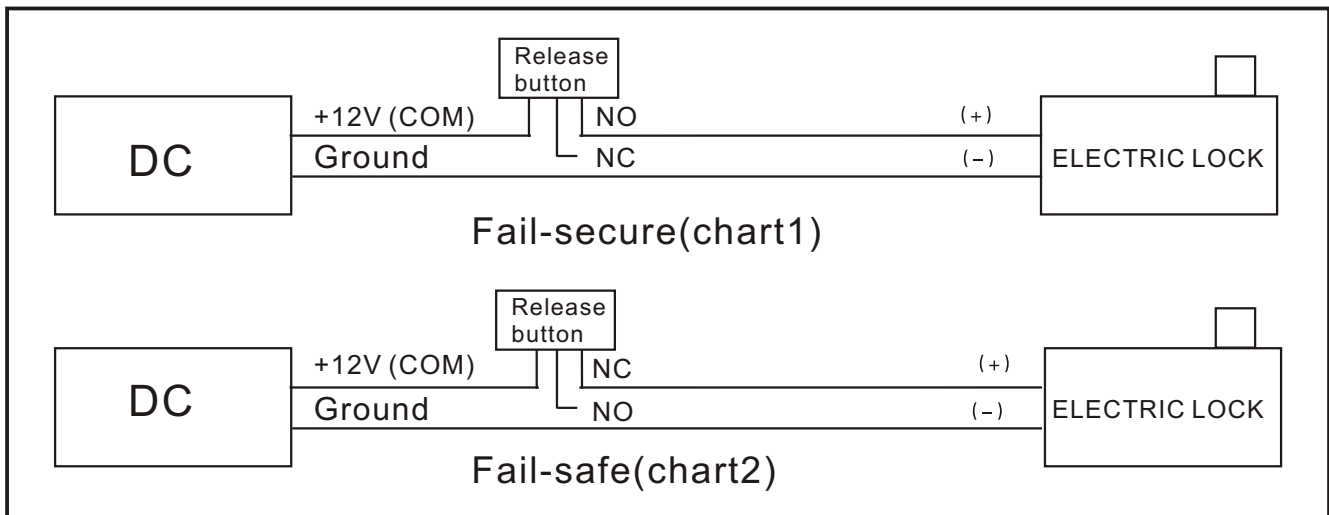 Release
button
+12V (COM)
NO
(+)
DC
Ground
NC
(-)
ELECTRIC LOCK
Fail-secure(chart1)
Release
button
+12V (COM)
NC
(+)
DC
Ground
NO
(-)
ELECTRIC LOCK
Fail-safe(chart2)